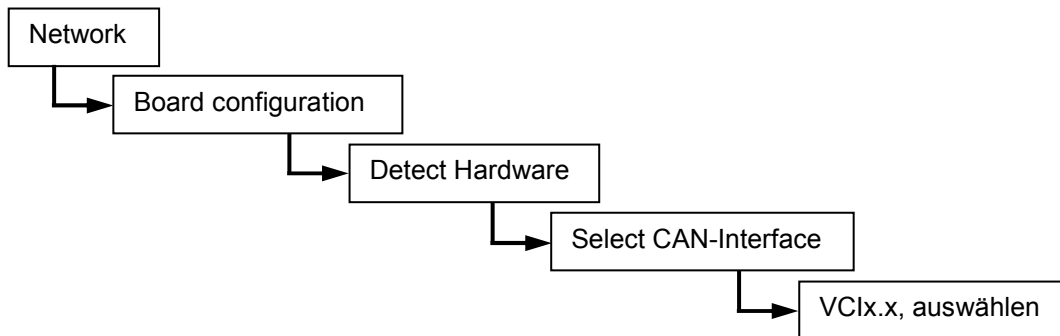 Network
Board configuration
Detect Hardware
Select CAN-Interface
VCIx.x, auswählen